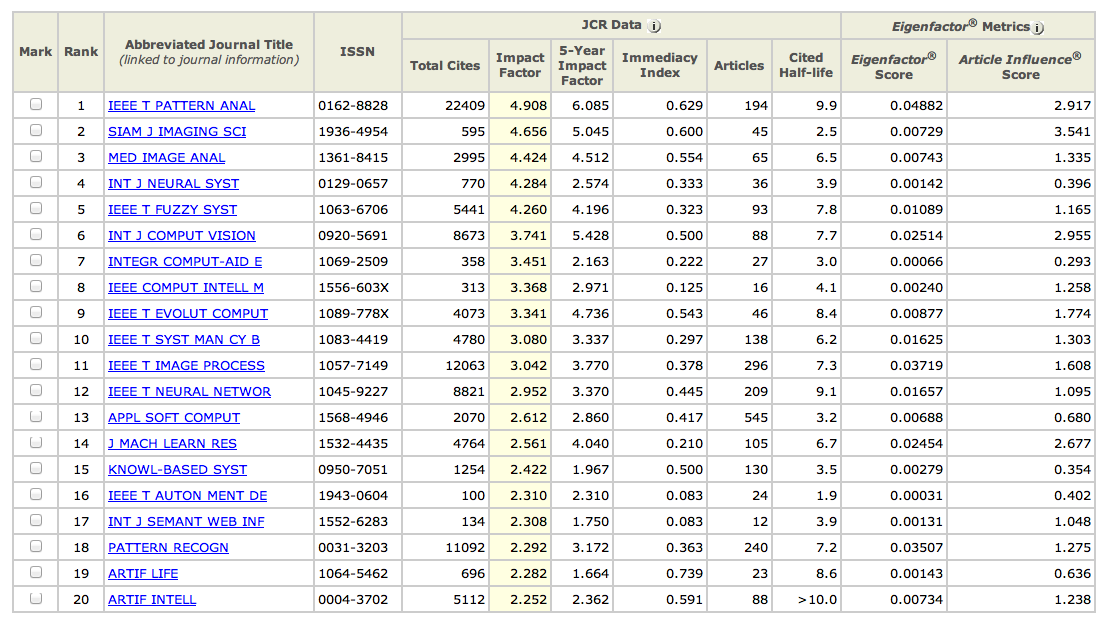 Mark Rank Abbreviated Journal Title (linked to journal information) ISSN JCR Data i Eigenfactor® Metrics i
Total Cites Impact Factor 5-Year Impact Factor Immediacy Index Articles Cited Half-life Eigenfactor® Score Article Influence® Score
1 IEEE T PATTERN ANAL 0162-8828 22409 4.908 6.085 0.629 194 9.9 0.04882 2.917
2 SIAM J IMAGING SCI 1936-4954 595 4.656 5.045 0.600 45 2.5 0.00729 3.541
3 MED IMAGE ANAL 1361-8415 2995 4.424 4.512 0.554 65 6.5 0.00743 1.335
4 INT J NEURAL SYST 0129-0657 770 4.284 2.574 0.333 36 3.9 0.00142 0.396
5 IEEE T FUZZY SYST 1063-6706 5441 4.260 4.196 0.323 93 7.8 0.01089 1.165
6 INT J COMPUT VISION 0920-5691 8673 3.741 5.428 0.500 88 7.7 0.02514 2.955
7 INTEGR COMPUT-AID E 1069-2509 358 3.451 2.163 0.222 27 3.0 0.00066 0.293
8 IEEE COMPUT INTELL M 1556-603X 313 3.368 2.971 0.125 16 4.1 0.00240 1.258
9 IEEE T EVOLUT COMPUT 1089-778X 4073 3.341 4.736 0.543 46 8.4 0.00877 1.774
10 IEEE T SYST MAN CY B 1083-4419 4780 3.080 3.337 0.297 138 6.2 0.01625 1.303
11 IEEE T IMAGE PROCESS 1057-7149 12063 3.042 3.770 0.378 296 7.3 0.03719 1.608
12 IEEE T NEURAL NETWOR 1045-9227 8821 2.952 3.370 0.445 209 9.1 0.01657 1.095
13 APPL SOFT COMPUT 1568-4946 2070 2.612 2.860 0.417 545 3.2 0.00688 0.680
14 J MACH LEARN RES 1532-4435 4764 2.561 4.040 0.210 105 6.7 0.02454 2.677
15 KNOWL-BASED SYST 0950-7051 1254 2.422 1.967 0.500 130 3.5 0.00279 0.354
16 IEEE T AUTON MENT DE 1943-0604 100 2.310 2.310 0.083 24 1.9 0.00031 0.402
17 INT J SEMANT WEB INF 1552-6283 134 2.308 1.750 0.083 12 3.9 0.00131 1.048
18 PATTERN RECOGN 0031-3203 11092 2.292 3.172 0.363 240 7.2 0.03507 1.275
19 ARTIF LIFE 1064-5462 696 2.282 1.664 0.739 23 8.6 0.00143 0.636
20 ARTIF INTELL 0004-3702 5112 2.252 2.362 0.591 88 >10.0 0.00734 1.238